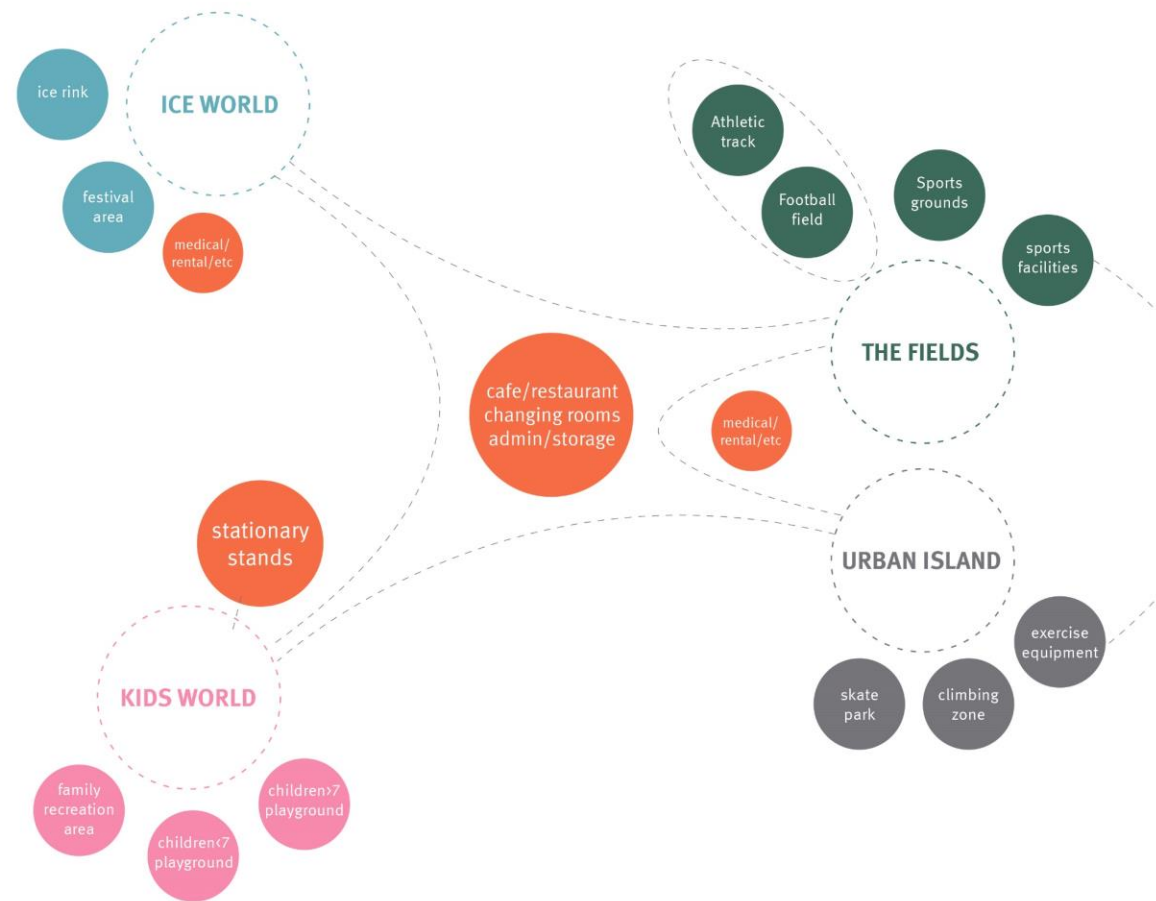 ice rink
ICE WORLD
festival
area
medical/
rental/etc
Athletic
track
Football
field
Sports
grounds
sports
facilities
THE FIELDS
cafe/restaurant
changing rooms
admin/storage
medical/
rental/etc
stationary
stands
URBAN ISLAND
exercise
equipment
skate
park
climbing
zone
KIDS WORLD
family
recreation
area
children<7
playground
children>7
playground